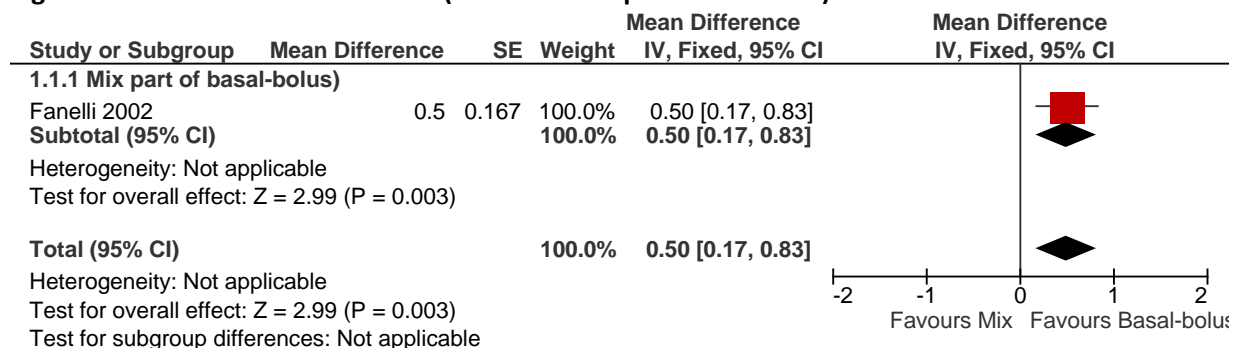 Mean Difference Mean Difference
Study or Subgroup Mean Difference SE Weight IV, Fixed, 95% CI IV, Fixed, 95% CI
1.1.1 Mix part of basal-bolus)
Fanelli 2002 0.5 0.167 100.0% 0.50 [0.17, 0.83]
Subtotal (95% CI) 100.0% 0.50 [0.17, 0.83]
Heterogeneity: Not applicable
Test for overall effect: Z = 2.99 (P = 0.003)
Total (95% CI) 100.0% 0.50 [0.17, 0.83]
Heterogeneity: Not applicable
Test for overall effect: Z = 2.99 (P = 0.003)
Test for subgroup differences: Not applicable
-2 -1 0 1 2
Favours Mix Favours Basal-bolus